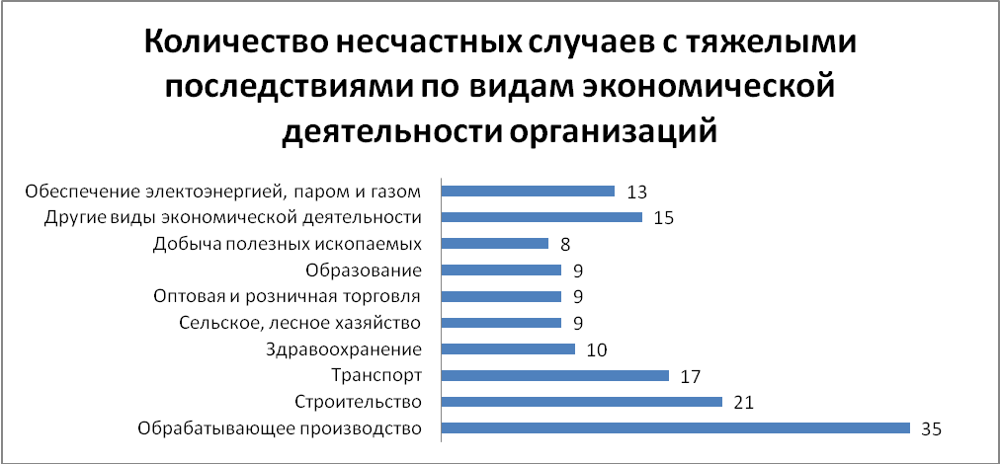 Количество несчастных случаев с тяжелыми
последствиями по видам экономической
деятельности организаций
Обеспечение электоэнергией, паром и газом 13
Другие виды экономической деятельности 15
Добыча полезных ископаемых 8
Образование 9
Оптовая и розничная торговля 9
Сельское, лесное хазяйство 9
Здравоохранение 10
Транспорт 17
Строительство 21
Обрабатывающее производство 35